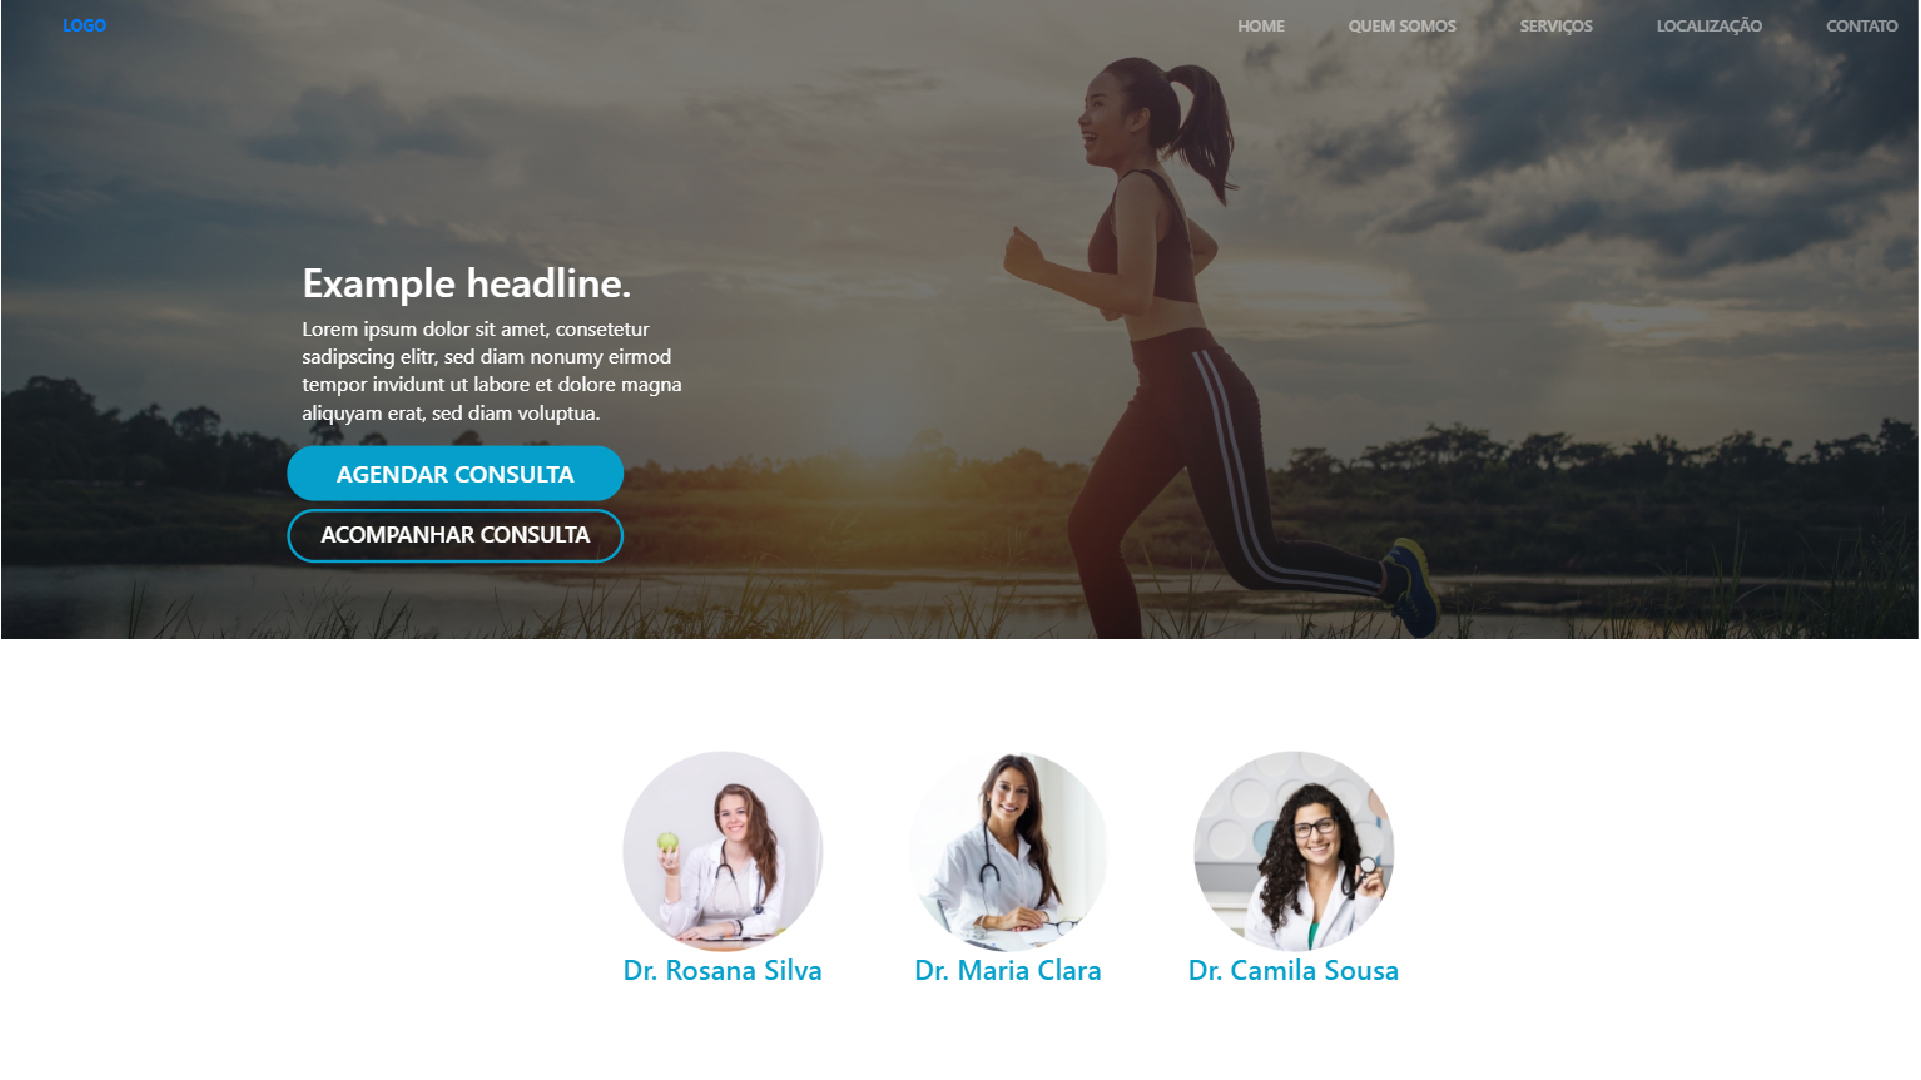 LOGO
HOME
QUEM SOMOS
SERVIÇOS
LOCALIZAÇÃO
CONTATO
Example headline.
Lorem ipsum dolor sit amet, consetetur
sadipscing elitr, sed diam nonumy eirmod
tempor invidunt ut labore et dolore magna
aliquyam erat, sed diam voluptua.
AGENDAR CONSULTA
ACOMPANHAR CONSULTA
Dr. Rosana Silva
Dr. Maria Clara
Dr. Camila Sousa